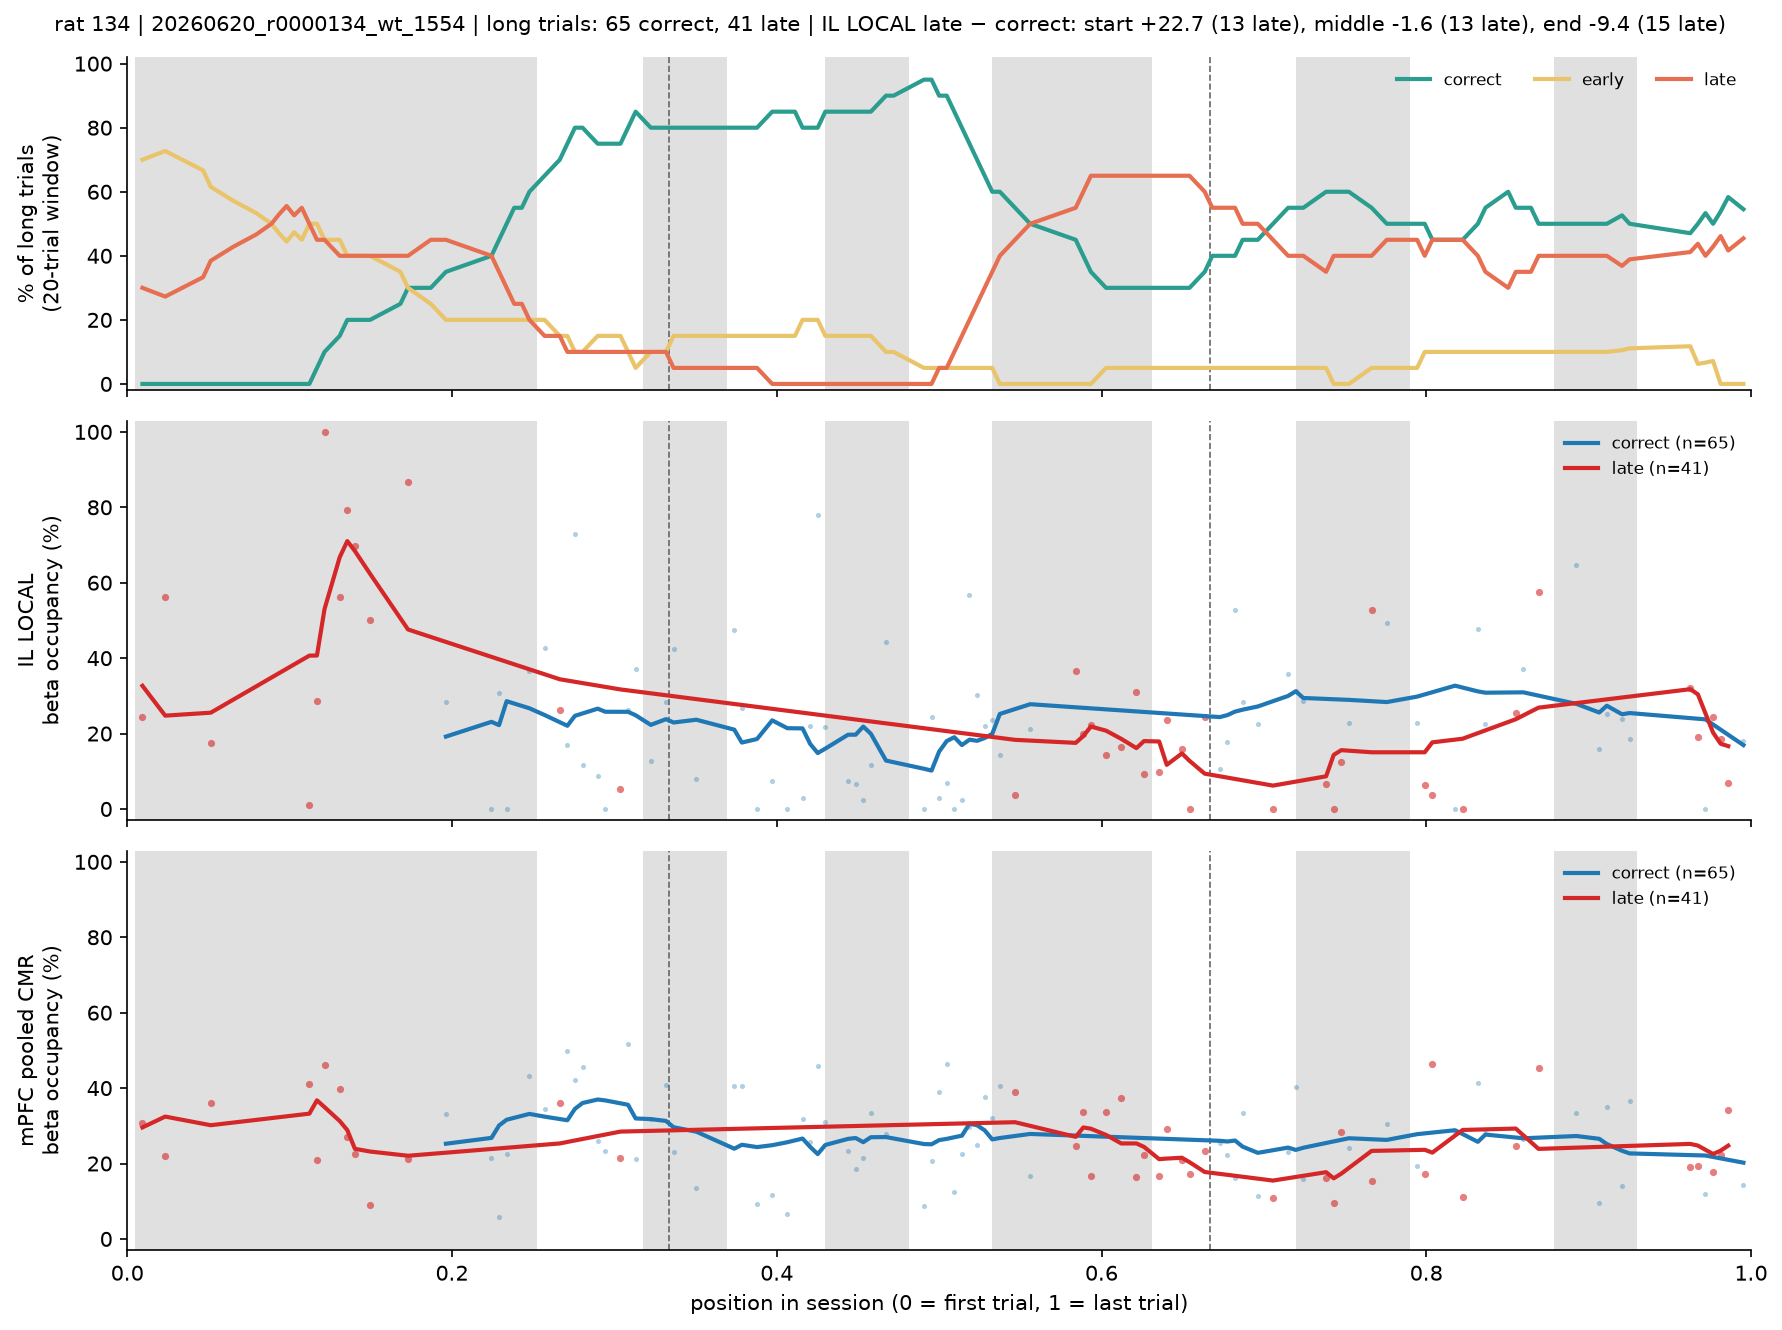 rat 134 | 20260620_r0000134_wt_1554 | long trials: 65 correct, 41 late | IL LOCAL late − correct: start +22.7 (13 late), middle -1.6 (13 late), end -9.4 (15 late)
% of long trials
(20-trial window)
100
80
60
40
20
0
correct
early
late
IL LOCAL
beta occupancy (%)
100
80
60
40
20
0
correct (n=65)
late (n=41)
mPFC pooled CMR
beta occupancy (%)
100
80
60
40
20
0
correct (n=65)
late (n=41)
0.0 0.2 0.4 0.6 0.8 1.0
position in session (0 = first trial, 1 = last trial)